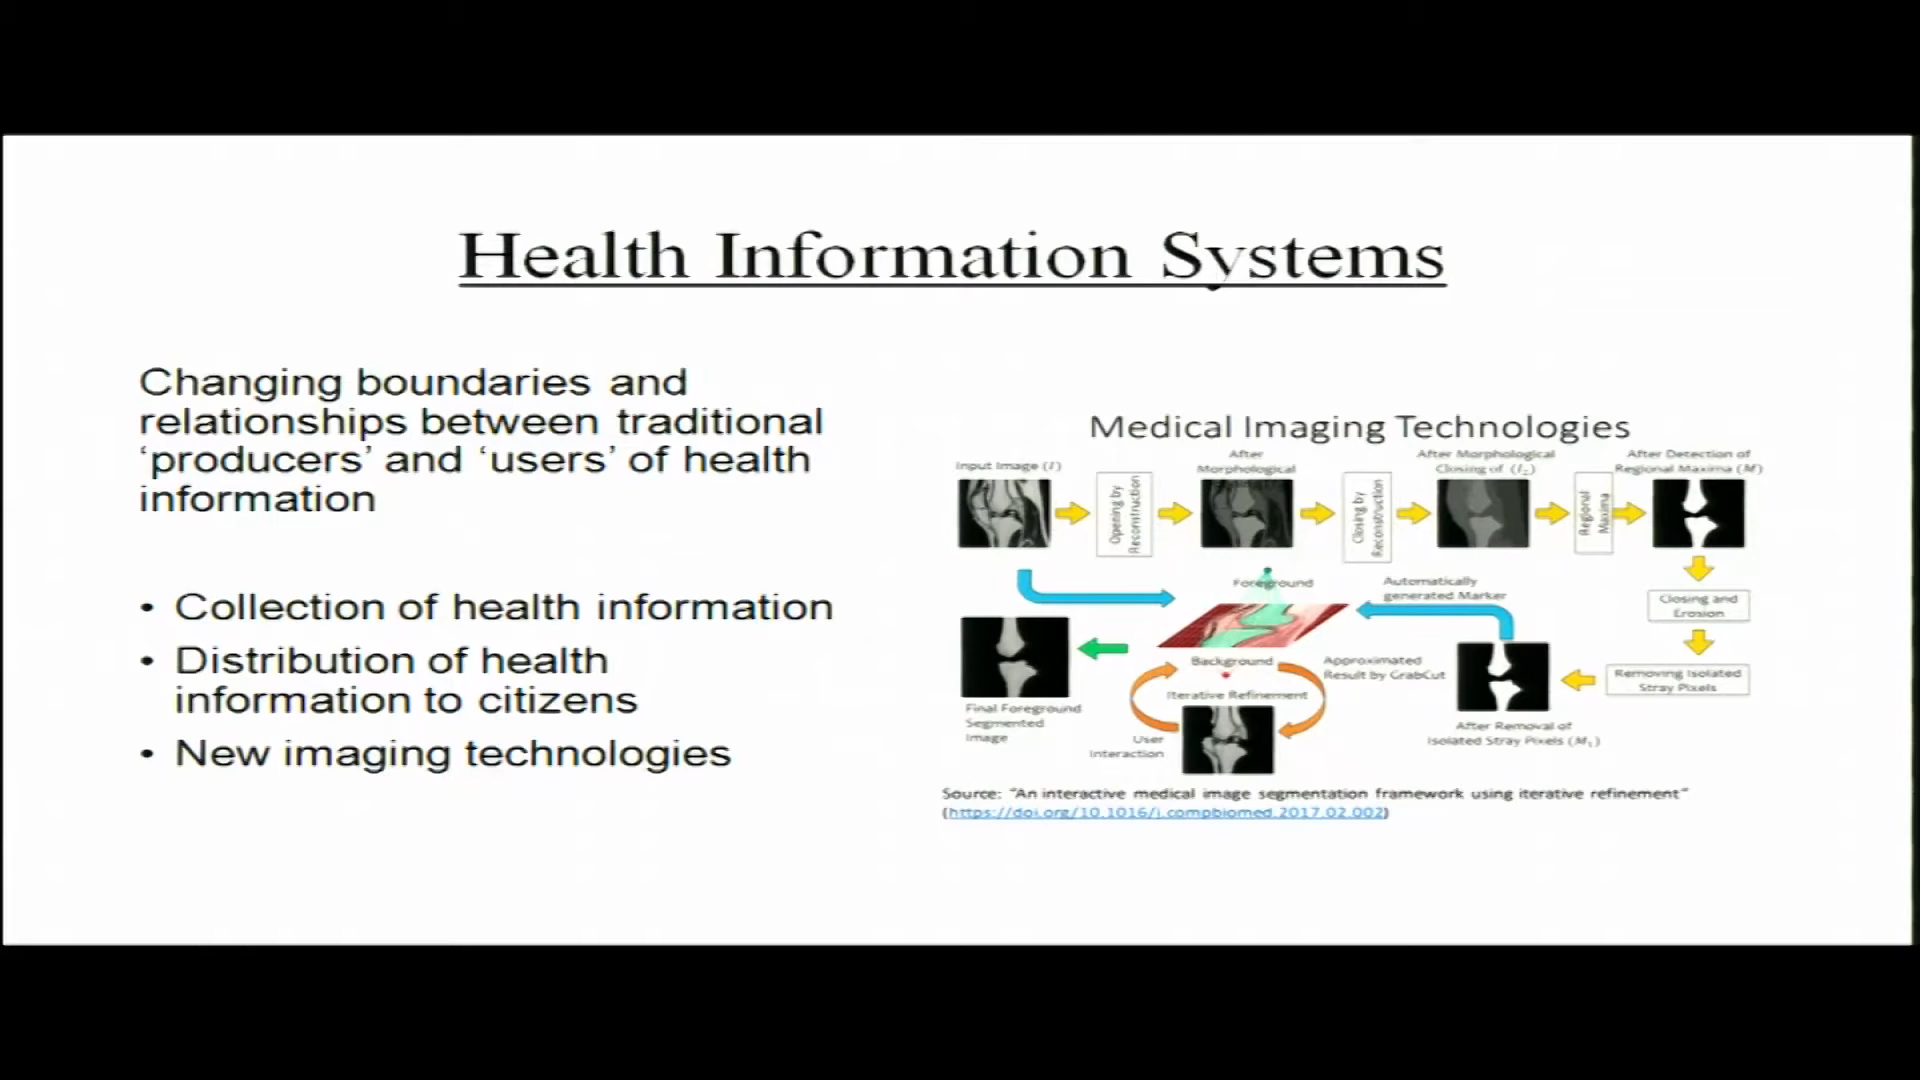 Health Information Systems
Changing boundaries and
relationships between traditional
‘producers’ and ‘users’ of health
information
• Collection of health information
• Distribution of health
information to citizens
• New imaging technologies
Medical Imaging Technologies
Input Image (I)
Opening by
Reconstruction
After
Morphological
Closing by
Reconstruction
After Morphological
Closing of
Regional
Maxima
After Detection of
Regional Maxima (M)
Closing and
Erosion
Removing Isolated
Stray Pixels
After Removal of
Isolated Stray Pixels (M₁)
Automatically
generated Marker
Foreground
Background
Approximated
Result by GrabCut
Iterative Refinement
User
Interaction
Final Foreground
Segmented
Image
Source: “An interactive medical image segmentation framework using iterative refinement”
(https://doi.org/10.1016/j.compbiomed.2017.02.002)